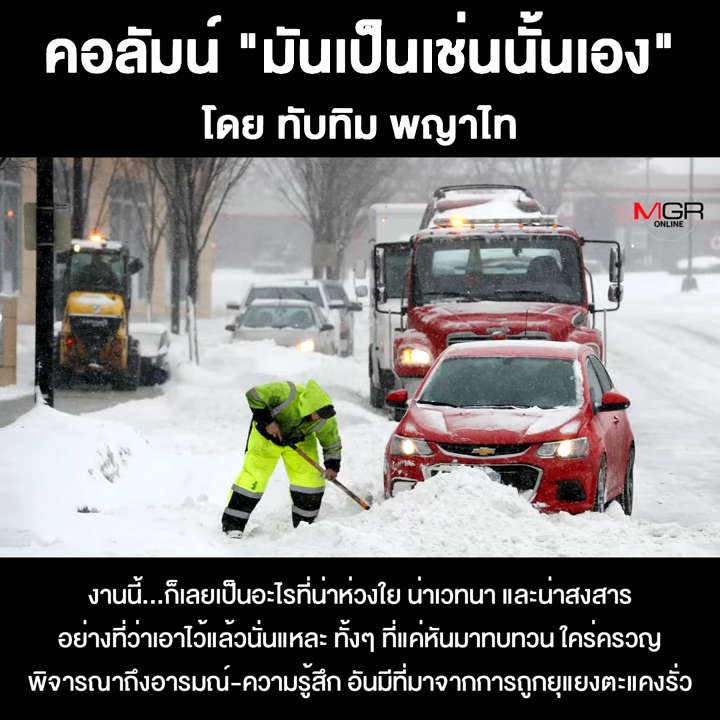 คอลัมน์ "มันเป็นเช่นนั้นเอง"
โดย ทับทิม พญาไท
MGR
ONLINE
งานนี้...ก็เลยเป็นอะไรที่น่าห่วงใย น่าเวทนา และน่าสงสาร
อย่างที่ว่าเอาไว้แล้วนั่นแหละ ทั้งๆ ที่แค่หันมาทบทวน ใคร่ครวญ
พิจารณาถึงอารมณ์-ความรู้สึก อันมีที่มาจากการถูกยุแยงตะแคงรั่ว